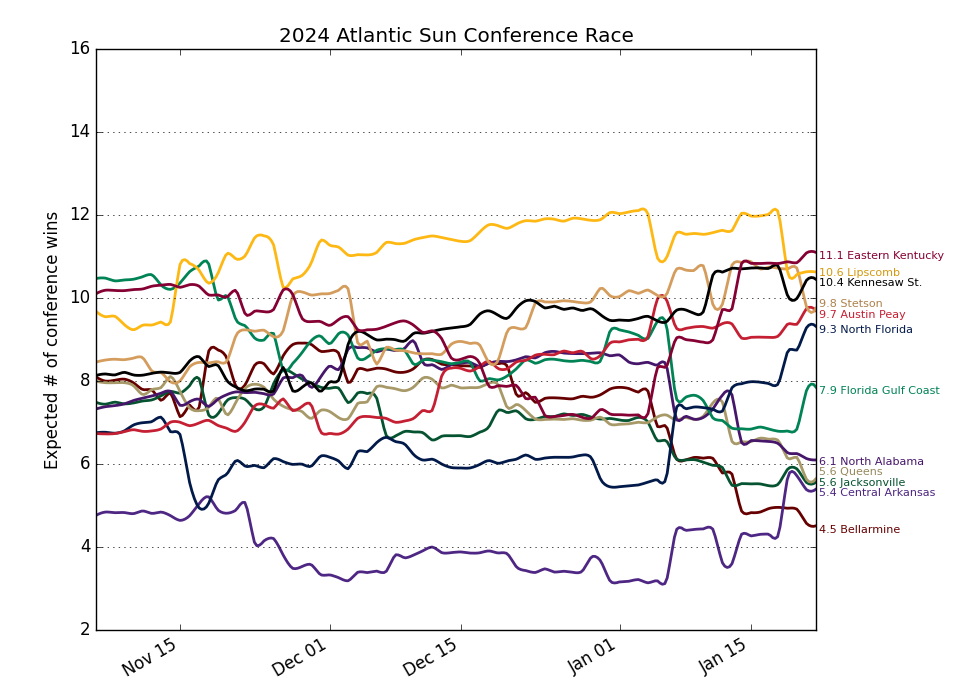 2024 Atlantic Sun Conference Race
Expected # of conference wins
16
14
12
10
8
6
4
2
Nov 15
Dec 01
Dec 15
Jan 01
Jan 15
11.1 Eastern Kentucky
10.6 Lipscomb
10.4 Kennesaw St.
9.8 Stetson
9.7 Austin Peay
9.3 North Florida
7.9 Florida Gulf Coast
6.1 North Alabama
5.6 Queens
5.6 Jacksonville
5.4 Central Arkansas
4.5 Bellarmine